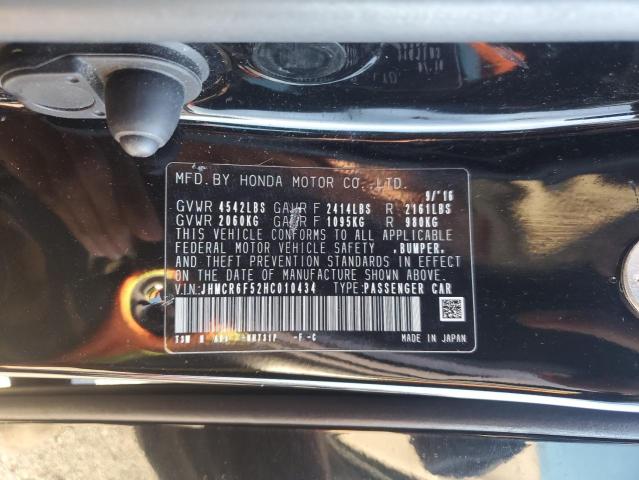 MFD. BY HONDA MOTOR CO., LTD.
9/'16
GVWR 4542LBS GAWR F 2414LBS R 2161LBS
GVWR 2060KG GAWR F 1095KG R 980KG
THIS VEHICLE CONFORMS TO ALL APPLICABLE
FEDERAL MOTOR VEHICLE SAFETY ,BUMPER,
AND THEFT PREVENTION STANDARDS IN EFFECT
ON THE DATE OF MANUFACTURE SHOWN ABOVE.
VIN:JHMCR6F52HC010434 TYPE:PASSENGER CAR
-F -C
MADE IN JAPAN